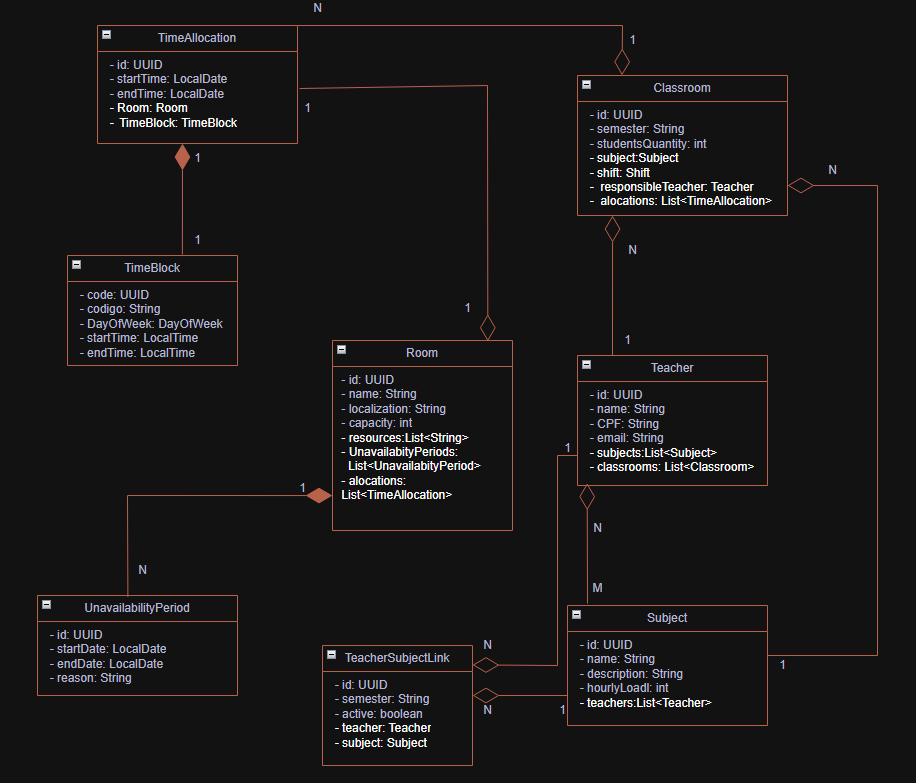 N
TimeAllocation
- id: UUID
- startTime: LocalDate
- endTime: LocalDate
- Room: Room
- TimeBlock: TimeBlock
1
Classroom
- id: UUID
- semester: String
- studentsQuantity: int
- subject:Subject
- shift: Shift
- responsibleTeacher: Teacher
- alocations: List<TimeAllocation>
1
1
N
N
1
TimeBlock
- code: UUID
- codigo: String
- DayOfWeek: DayOfWeek
- startTime: LocalTime
- endTime: LocalTime
1
1
Room
- id: UUID
- name: String
- localization: String
- capacity: int
- resources:List<String>
- UnavailabityPeriods:
List<UnavailabityPeriod>
- alocations:
List<TimeAllocation>
Teacher
- id: UUID
- name: String
- CPF: String
- email: String
- subjects:List<Subject>
- classrooms: List<Classroom>
1
1
N
N
M
UnavailabilityPeriod
- id: UUID
- startDate: LocalDate
- endDate: LocalDate
- reason: String
Subject
- id: UUID
- name: String
- description: String
- hourlyLoadl: int
- teachers:List<Teacher>
1
N
TeacherSubjectLink
- id: UUID
- semester: String
- active: boolean
- teacher: Teacher
- subject: Subject
N
1